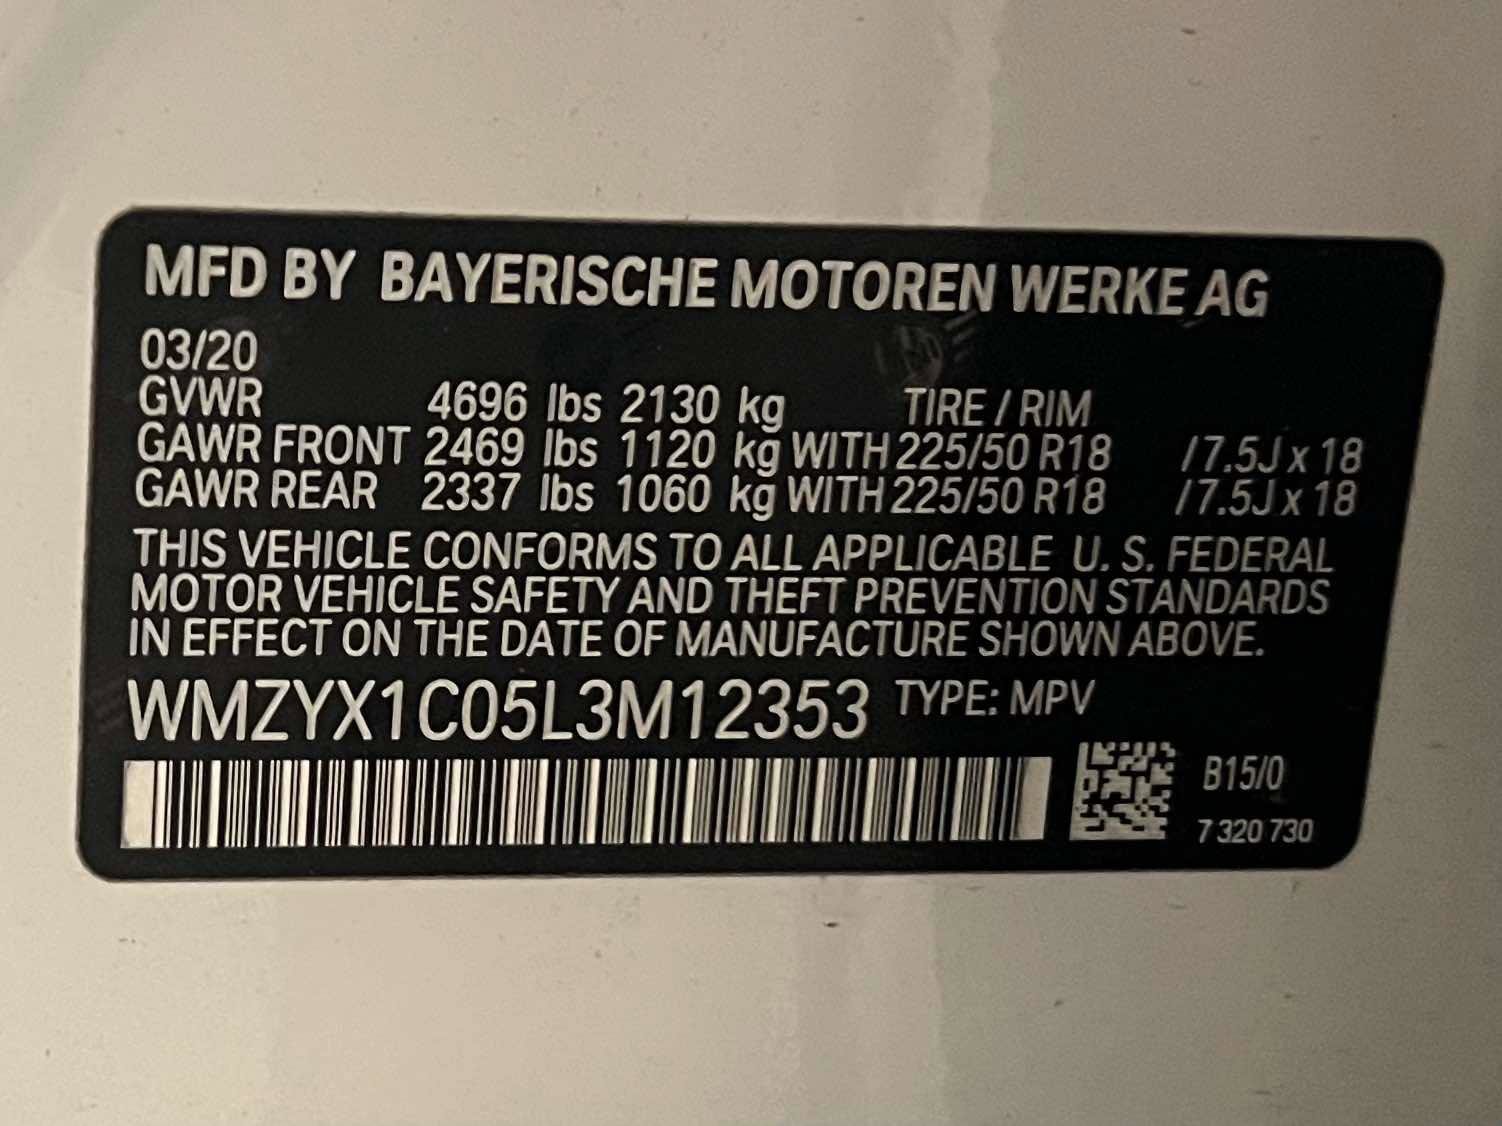 MFD BY BAYERISCHE MOTOREN WERKE AG
03/20
GVWR 4696 lbs 2130 kg TIRE / RIM
GAWR FRONT 2469 lbs 1120 kg WITH 225/50 R18 / 7.5J x 18
GAWR REAR 2337 lbs 1060 kg WITH 225/50 R18 / 7.5J x 18
THIS VEHICLE CONFORMS TO ALL APPLICABLE U. S. FEDERAL
MOTOR VEHICLE SAFETY AND THEFT PREVENTION STANDARDS
IN EFFECT ON THE DATE OF MANUFACTURE SHOWN ABOVE.
WMZYX1C05L3M12353 TYPE: MPV
B15/0
7 320 730